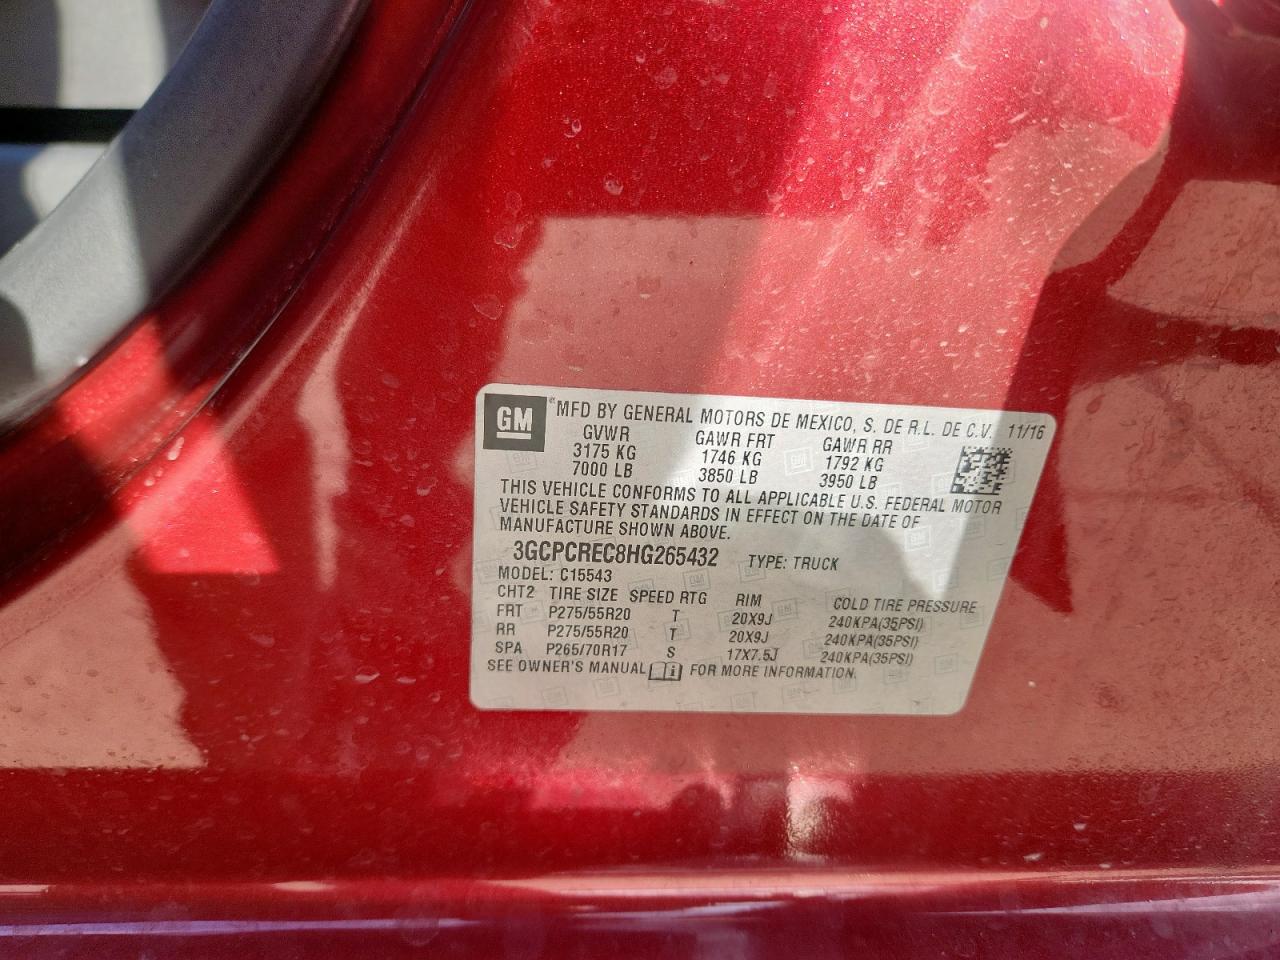 GM® MFD BY GENERAL MOTORS DE MEXICO, S. DE R.L. DE C.V. 11/16
GVWR GAWR FRT GAWR RR
3175 KG 1746 KG 1792 KG
7000 LB 3850 LB 3950 LB
THIS VEHICLE CONFORMS TO ALL APPLICABLE U.S. FEDERAL MOTOR
VEHICLE SAFETY STANDARDS IN EFFECT ON THE DATE OF
MANUFACTURE SHOWN ABOVE.
3GCPCREC8HG265432 TYPE: TRUCK
MODEL: C15543
CHT2 TIRE SIZE SPEED RTG RIM COLD TIRE PRESSURE
FRT P275/55R20 T 20X9J 240KPA(35PSI)
RR P275/55R20 T 20X9J 240KPA(35PSI)
SPA P265/70R17 S 17X7.5J 240KPA(35PSI)
SEE OWNER'S MANUAL FOR MORE INFORMATION.